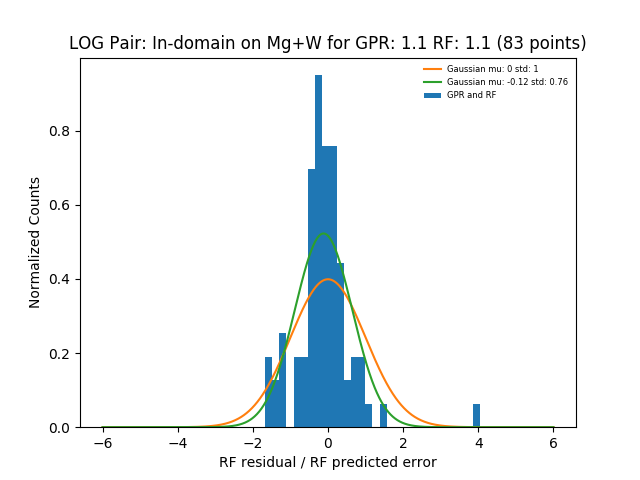 LOG Pair: In-domain on Mg+W for GPR: 1.1 RF: 1.1 (83 points)
Gaussian mu: 0 std: 1
Gaussian mu: -0.12 std: 0.76
GPR and RF
Normalized Counts
0.8
0.6
0.4
0.2
0.0
−6 −4 −2 0 2 4 6
RF residual / RF predicted error